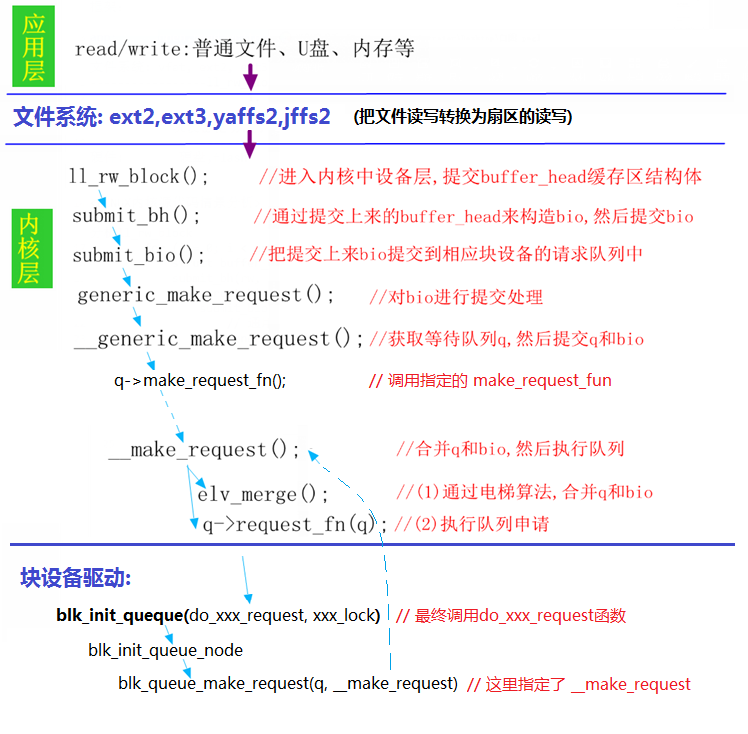 应用层
read/write:普通文件、U盘、内存等
文件系统: ext2,ext3,yaffs2,jffs2 (把文件读写转换为扇区的读写)
内核层
ll_rw_block(); //进入内核中设备层,提交buffer_head缓存区结构体
submit_bh(); //通过提交上来的buffer_head来构造bio,然后提交bio
submit_bio(); //把提交上来bio提交到相应块设备的请求队列中
generic_make_request(); //对bio进行提交处理
__generic_make_request(); //获取等待队列q,然后提交q和bio
q->make_request_fn(); // 调用指定的 make_request_fun
__make_request(); //合并q和bio,然后执行队列
elv_merge(); //(1)通过电梯算法,合并q和bio
q->request_fn(q); //(2)执行队列申请
块设备驱动:
blk_init_queque(do_xxx_request, xxx_lock) // 最终调用do_xxx_request函数
blk_init_queue_node
blk_queue_make_request(q, __make_request) // 这里指定了 __make_request